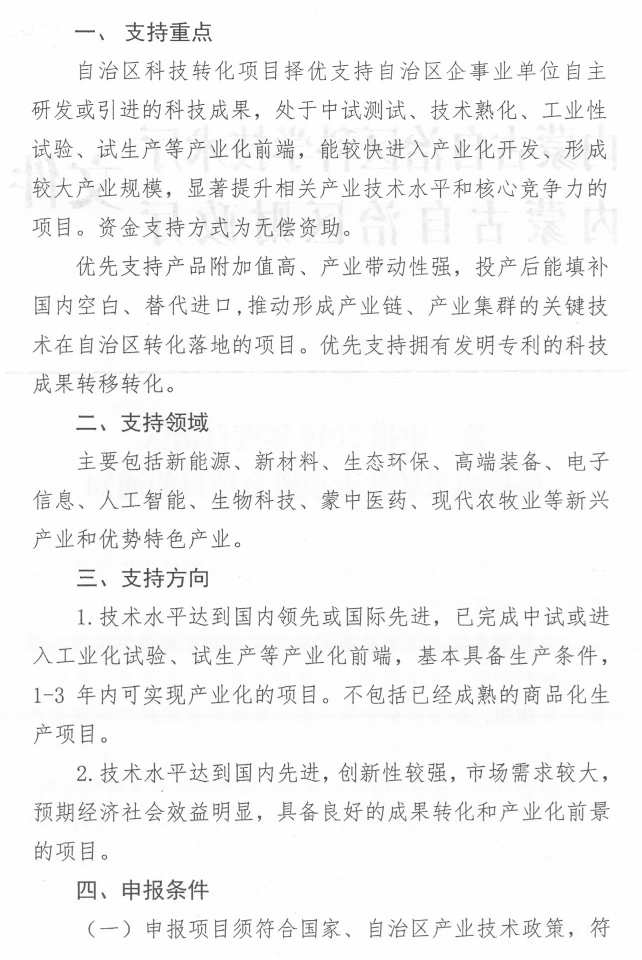 一、 支持重点
自治区科技转化项目择优支持自治区企事业单位自主
研发或引进的科技成果，处于中试测试、技术熟化、工业性
试验、试生产等产业化前端，能较快进入产业化开发、形成
较大产业规模，显著提升相关产业技术水平和核心竞争力的
项目。资金支持方式为无偿资助。
优先支持产品附加值高、产业带动性强，投产后能填补
国内空白、替代进口,推动形成产业链、产业集群的关键技
术在自治区转化落地的项目。优先支持拥有发明专利的科技
成果转移转化。
二、支持领域
主要包括新能源、新材料、生态环保、高端装备、电子
信息、人工智能、生物科技、蒙中医药、现代农牧业等新兴
产业和优势特色产业。
三、支持方向
1.技术水平达到国内领先或国际先进，已完成中试或进
入工业化试验、试生产等产业化前端，基本具备生产条件，
1-3 年内可实现产业化的项目。不包括已经成熟的商品化生
产项目。
2.技术水平达到国内先进，创新性较强，市场需求较大，
预期经济社会效益明显，具备良好的成果转化和产业化前景
的项目。
四、申报条件
（一）申报项目须符合国家、自治区产业技术政策，符